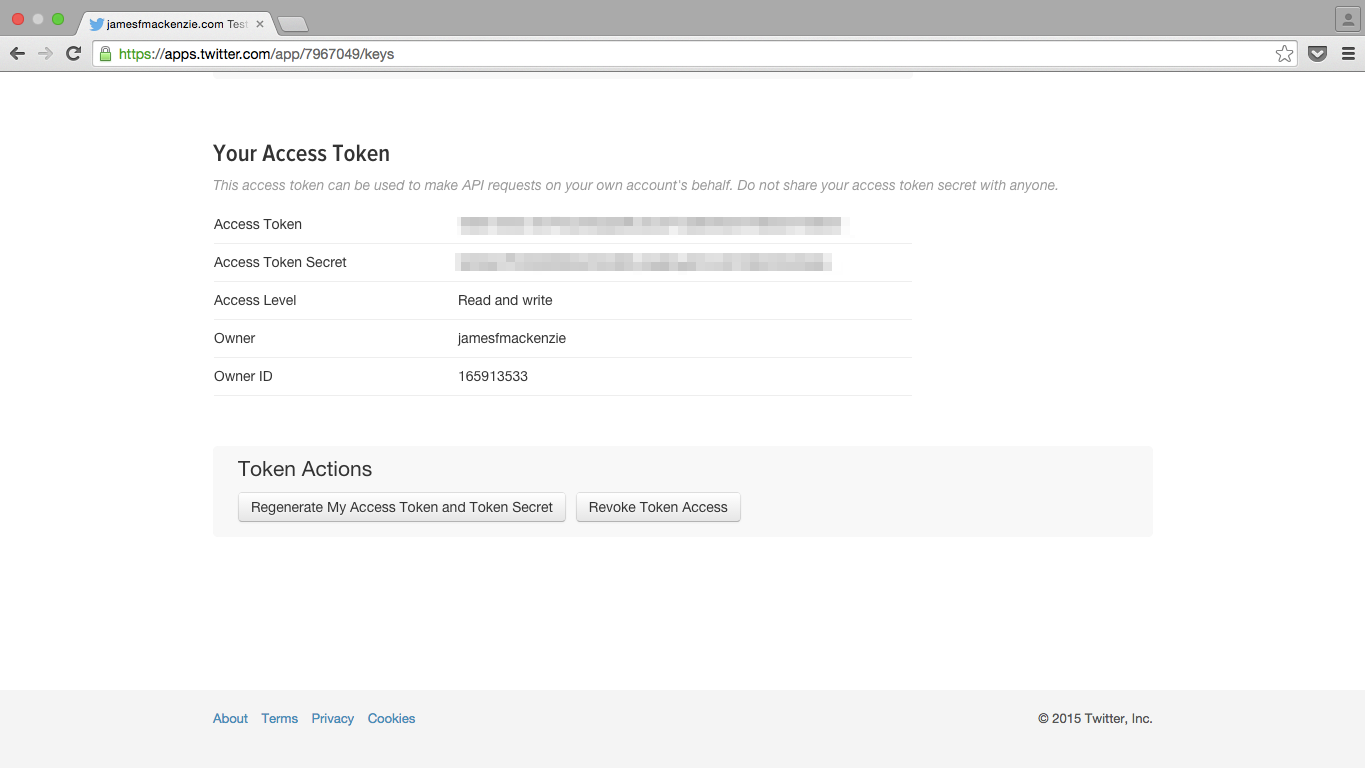 jamesfmackenzie.com Test
https://apps.twitter.com/app/7967049/keys
Your Access Token
This access token can be used to make API requests on your own account's behalf. Do not share your access token secret with anyone.
Access Token
Access Token Secret
Access Level Read and write
Owner jamesfmackenzie
Owner ID 165913533
Token Actions
Regenerate My Access Token and Token Secret Revoke Token Access
About Terms Privacy Cookies © 2015 Twitter, Inc.